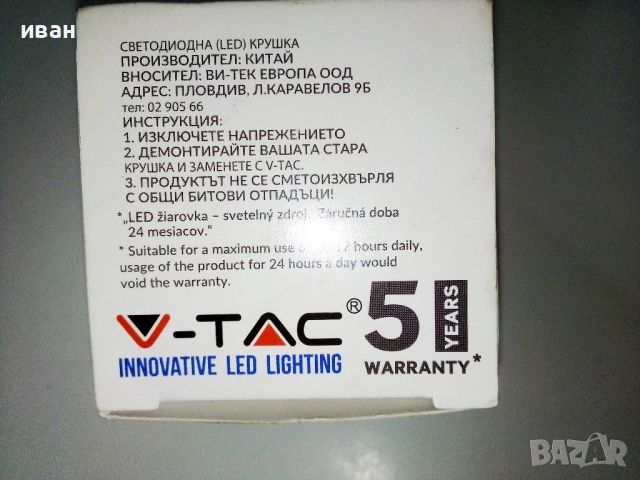 иван
СВЕТОДИОДНА (LED) КРУШКА
ПРОИЗВОДИТЕЛ: КИТАЙ
ВНОСИТЕЛ: ВИ-ТЕК ЕВРОПА ООД
АДРЕС: ПЛОВДИВ, Л.КАРАВЕЛОВ 9Б
тел: 02 905 66
ИНСТРУКЦИЯ:
1. ИЗКЛЮЧЕТЕ НАПРЕЖЕНИЕТО
2. ДЕМОНТИРАЙТЕ ВАШАТА СТАРА
КРУШКА И ЗАМЕНЕТЕ С V-TAC.
3. ПРОДУКТЪТ НЕ СЕ СМЕТОИЗХВЪРЛЯ
С ОБЩИ БИТОВИ ОТПАДЪЦИ!
*„LED žiarovka – svetelný zdroj. Záručná doba
24 mesiacov.“
* Suitable for a maximum use of hours daily,
usage of the product for 24 hours a day would
void the warranty.
V-TAC® 5 YEARS
INNOVATIVE LED LIGHTING WARRANTY*
BAZAR